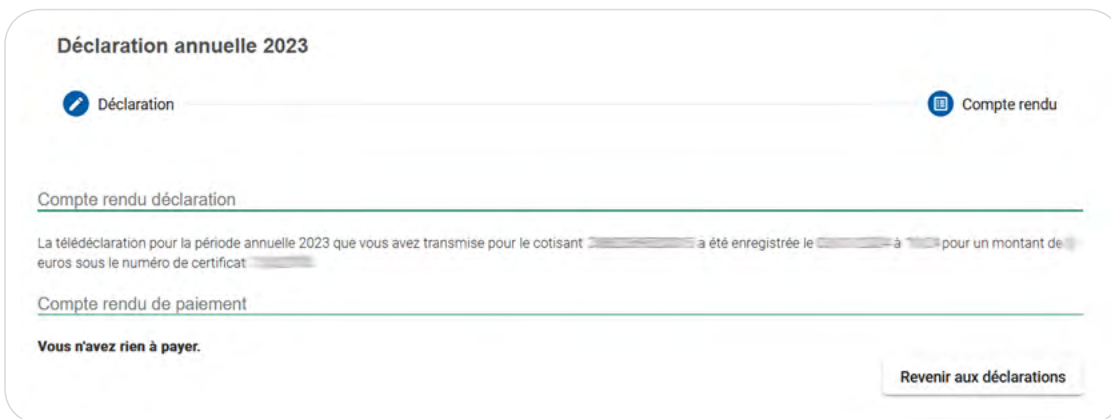 Déclaration annuelle 2023
Déclaration
Compte rendu
Compte rendu déclaration
La télédéclaration pour la période annuelle 2023 que vous avez transmise pour le cotisant a été enregistrée le à pour un montant de
euros sous le numéro de certificat
Compte rendu de paiement
Vous n'avez rien à payer.
Revenir aux déclarations